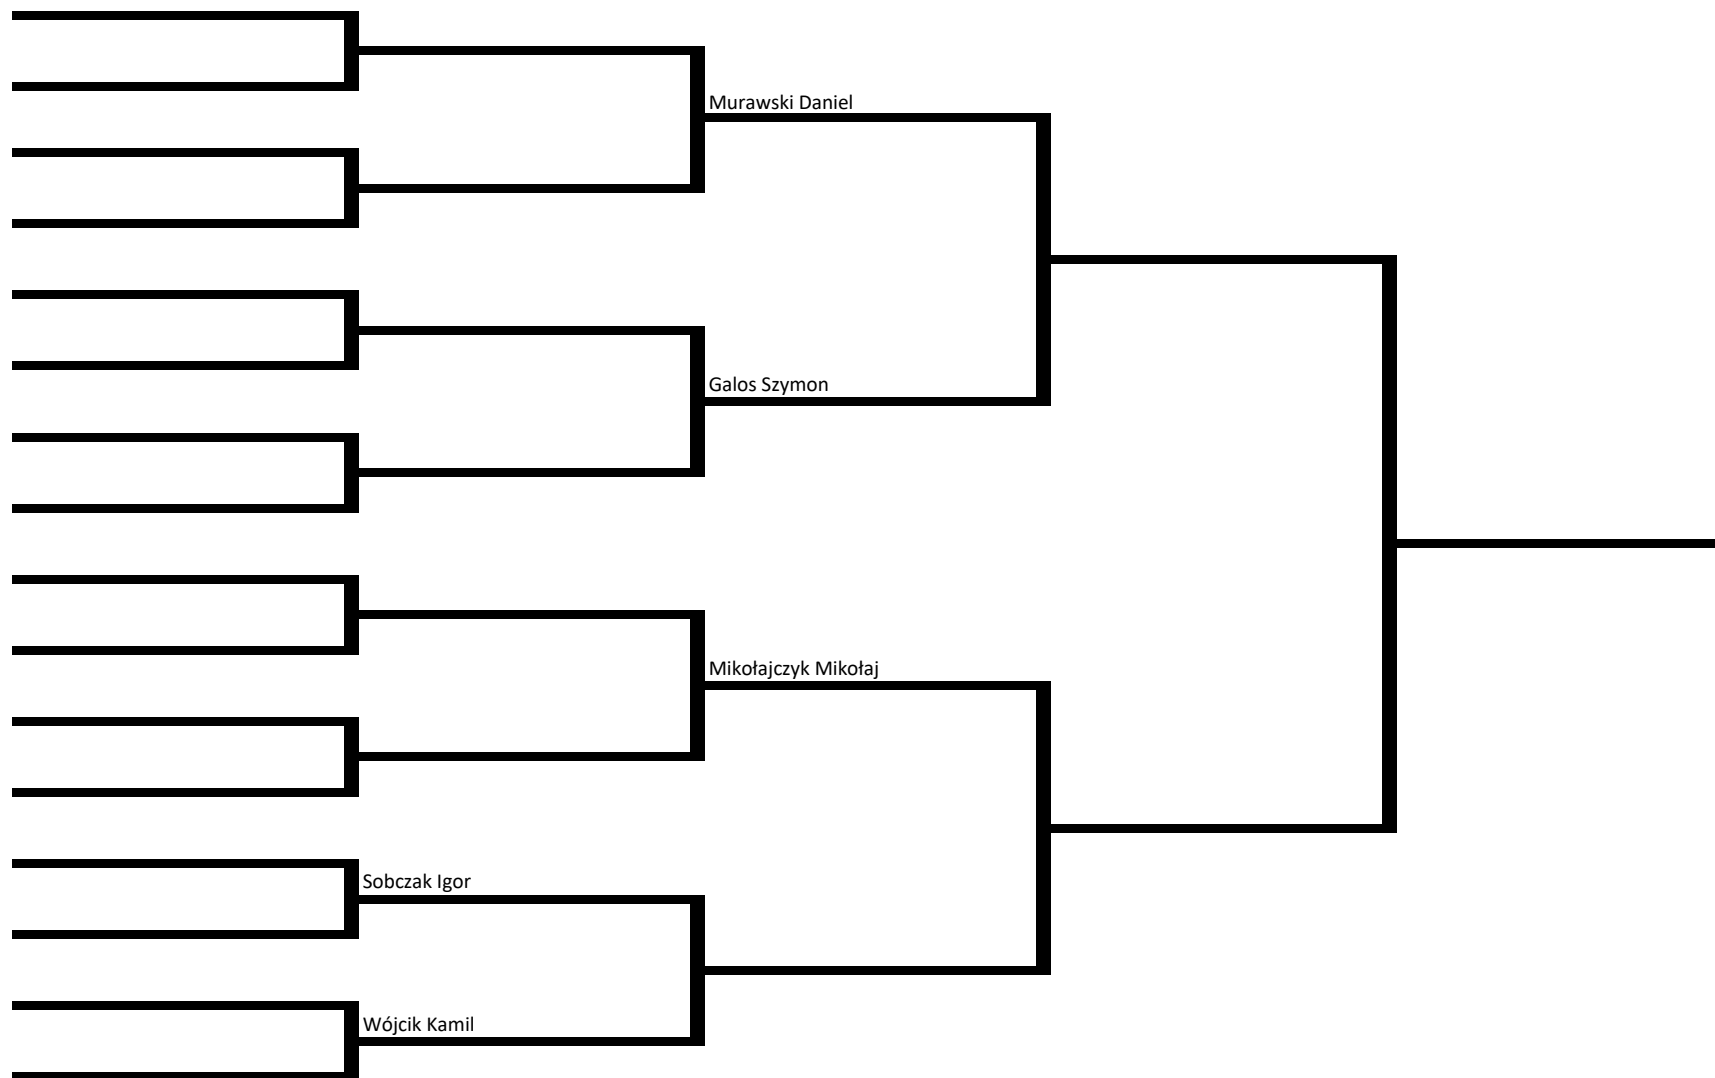 Murawski Daniel
Galos Szymon
Mikołajczyk Mikołaj
Sobczak Igor
Wójcik Kamil